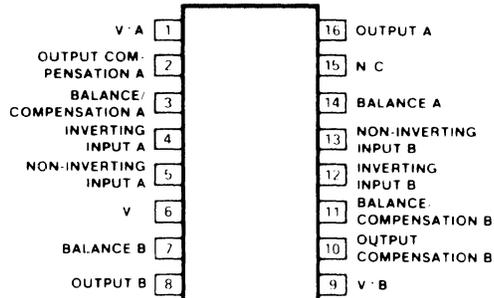 V·A 1
OUTPUT COM-
PENSATION A 2
BALANCE/
COMPENSATION A 3
INVERTING
INPUT A 4
NON-INVERTING
INPUT A 5
V 6
BALANCE B 7
OUTPUT B 8
16 OUTPUT A
15 N C
14 BALANCE A
13 NON-INVERTING
INPUT B
12 INVERTING
INPUT B
11 BALANCE·
COMPENSATION B
10 OUTPUT
COMPENSATION B
9 V·B